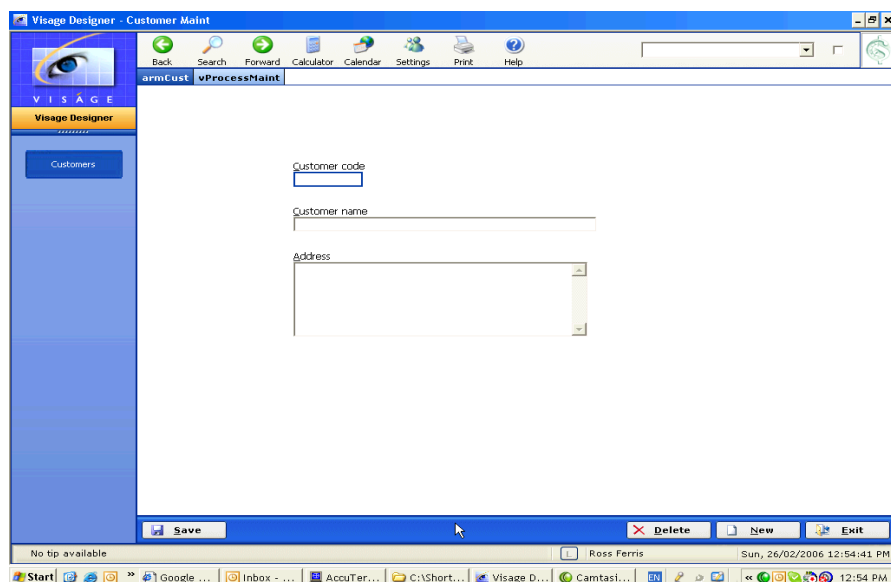 Visage Designer - Customer Maint
Back Search Forward Calculator Calendar Settings Print Help
armCust vProcessMaint
VISÁGE
Visage Designer
Customers
Customer code
Customer name
Address
Save Delete New Exit
No tip available L Ross Ferris Sun, 26/02/2006 12:54:41 PM
Start » Google ... Inbox - ... AccuTer... C:\Short... Visage D... Camtasi... EN « 12:54 PM